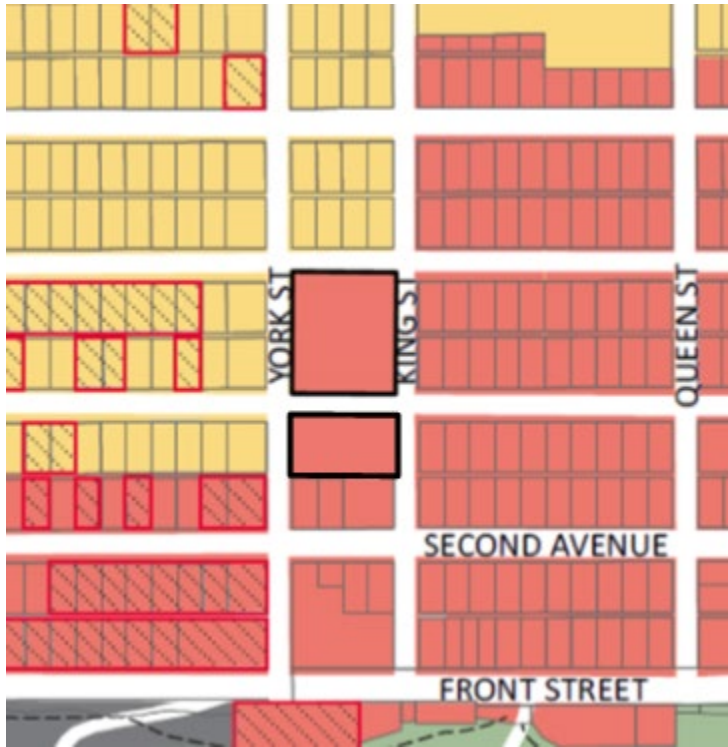 YORK ST
KING ST
QUEEN ST
SECOND AVENUE
FRONT STREET